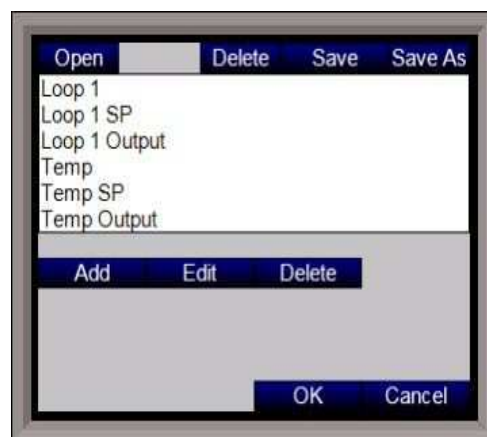 Open Delete Save Save As
Loop 1
Loop 1 SP
Loop 1 Output
Temp
Temp SP
Temp Output
Add Edit Delete
OK Cancel